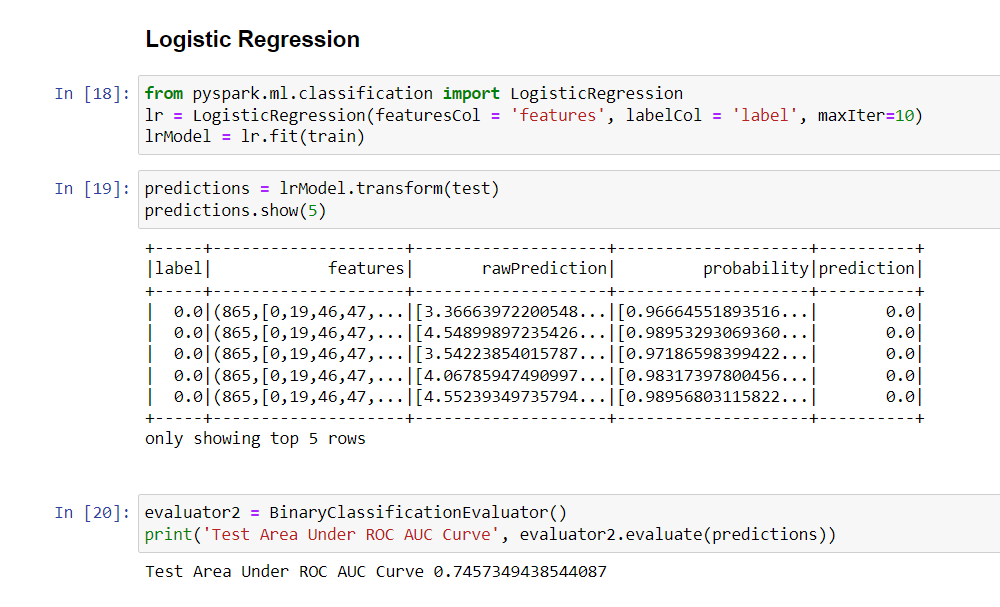 Logistic Regression
In [18]: from pyspark.ml.classification import LogisticRegression
lr = LogisticRegression(featuresCol = 'features', labelCol = 'label', maxIter=10)
lrModel = lr.fit(train)
In [19]: predictions = lrModel.transform(test)
predictions.show(5)
+-----+--------------------+--------------------+--------------------+----------+
|label|            features|       rawPrediction|         probability|prediction|
+-----+--------------------+--------------------+--------------------+----------+
|  0.0|(865,[0,19,46,47,...|[3.36663972200548...|[0.96664551893516...|       0.0|
|  0.0|(865,[0,19,46,47,...|[4.54899897235426...|[0.98953293069360...|       0.0|
|  0.0|(865,[0,19,46,47,...|[3.54223854015787...|[0.97186598399422...|       0.0|
|  0.0|(865,[0,19,46,47,...|[4.06785947490997...|[0.98317397800456...|       0.0|
|  0.0|(865,[0,19,46,47,...|[4.55239349735794...|[0.98956803115822...|       0.0|
+-----+--------------------+--------------------+--------------------+----------+
only showing top 5 rows
In [20]: evaluator2 = BinaryClassificationEvaluator()
print('Test Area Under ROC AUC Curve', evaluator2.evaluate(predictions))
Test Area Under ROC AUC Curve 0.7457349438544087